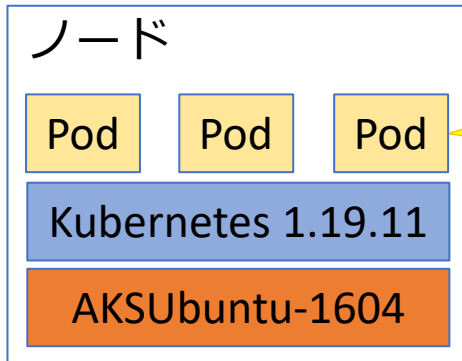 ノード
Pod Pod Pod
Kubernetes 1.19.11
AKSUbuntu-1604